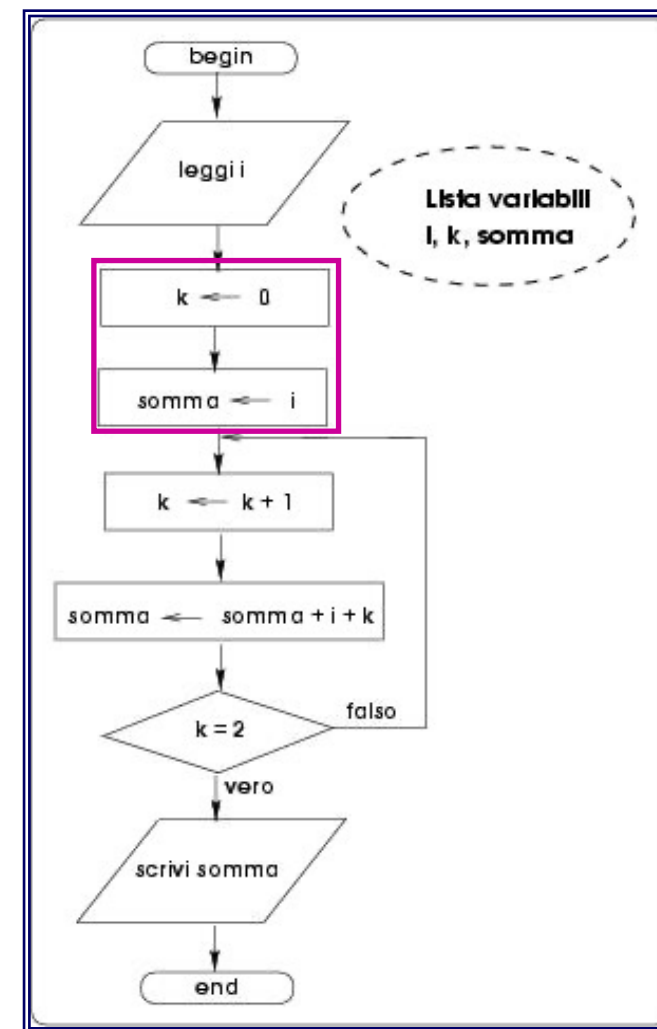 begin
leggi i
Lista variabili
i, k, somma
k ← 0
somma ← i
k ← k + 1
somma ← somma + i + k
k = 2
falso
vero
scrivi somma
end